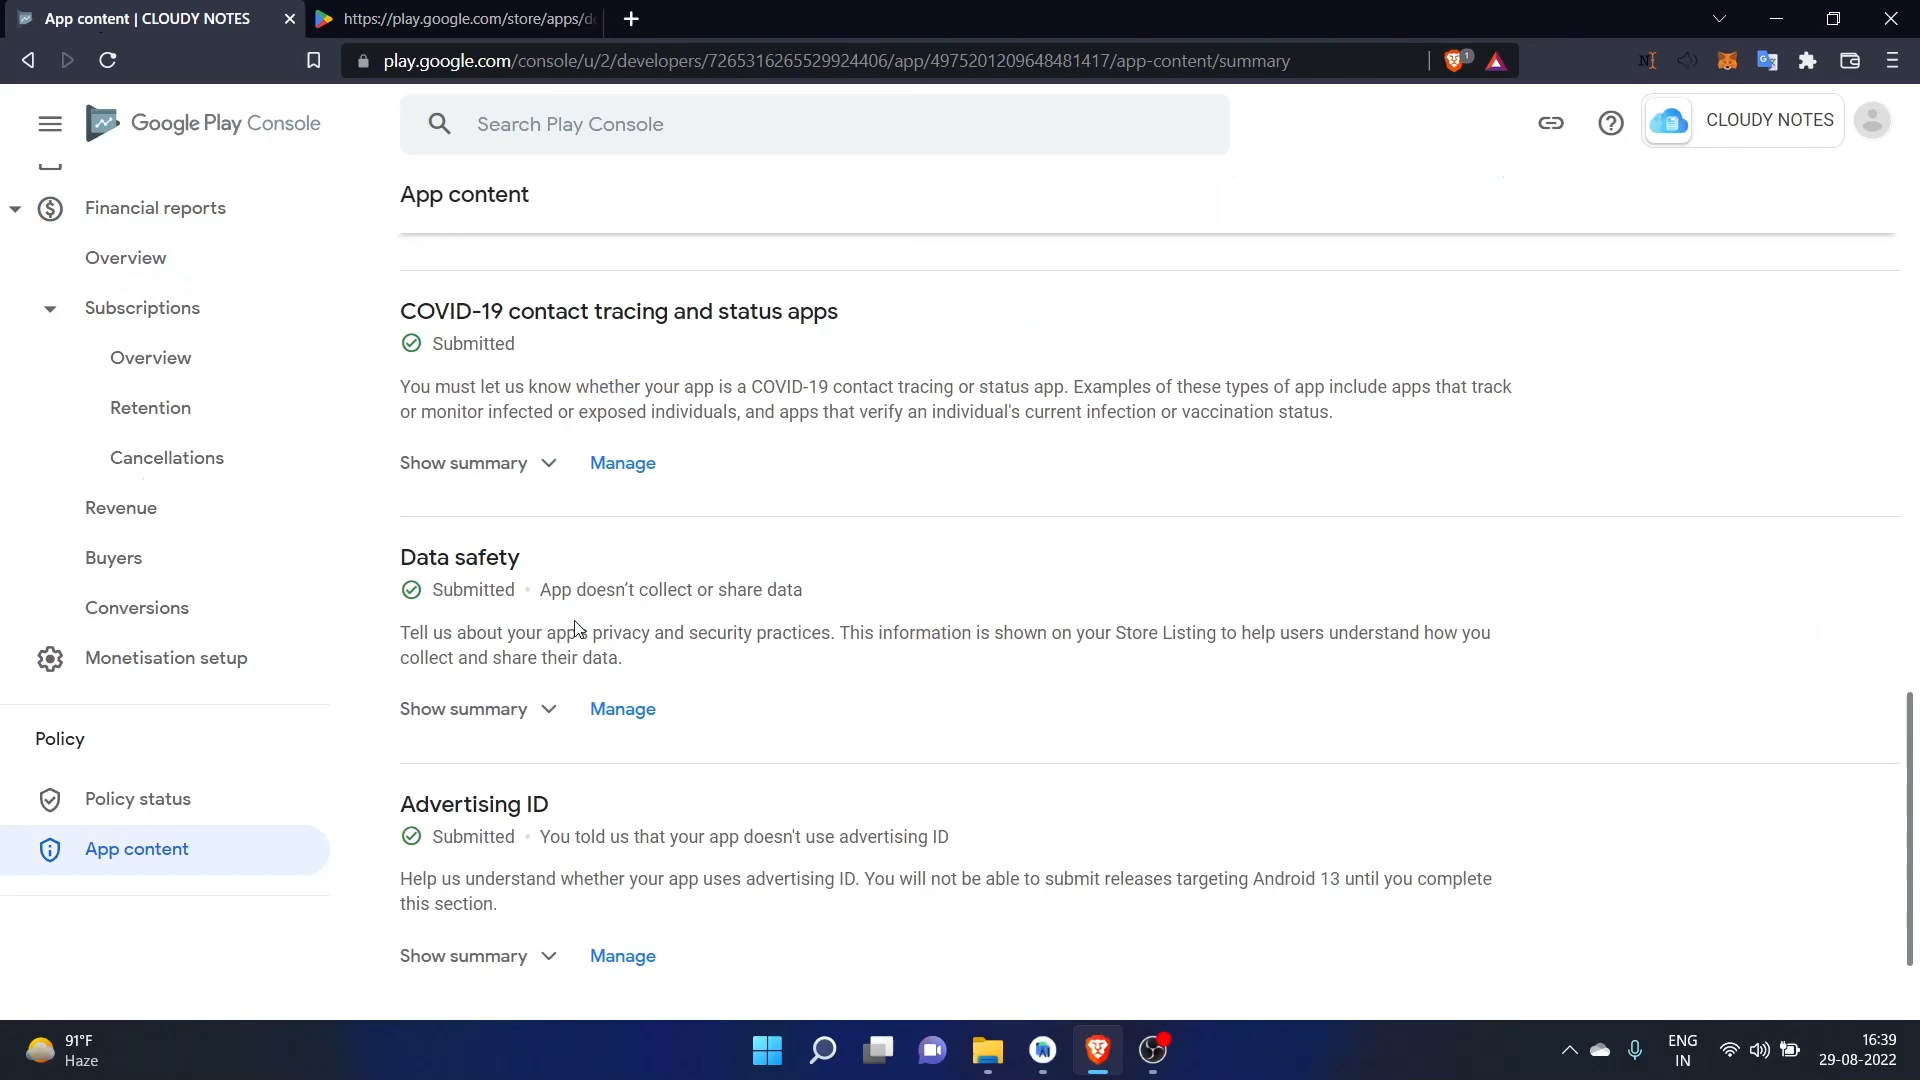 App content | CLOUDY NOTES
https://play.google.com/store/apps/d
play.google.com/console/u/2/developers/7265316265529924406/app/4975201209648481417/app-content/summary
1
Google Play Console
Search Play Console
CLOUDY NOTES
Financial reports
Overview
Subscriptions
Overview
Retention
Cancellations
Revenue
Buyers
Conversions
Monetisation setup
Policy
Policy status
App content
App content
COVID-19 contact tracing and status apps
Submitted
You must let us know whether your app is a COVID-19 contact tracing or status app. Examples of these types of app include apps that track
or monitor infected or exposed individuals, and apps that verify an individual's current infection or vaccination status.
Show summary Manage
Data safety
Submitted • App doesn't collect or share data
Tell us about your app's privacy and security practices. This information is shown on your Store Listing to help users understand how you
collect and share their data.
Show summary Manage
Advertising ID
Submitted • You told us that your app doesn't use advertising ID
Help us understand whether your app uses advertising ID. You will not be able to submit releases targeting Android 13 until you complete
this section.
Show summary Manage
91°F
Haze
ENG
IN
16:39
29-08-2022